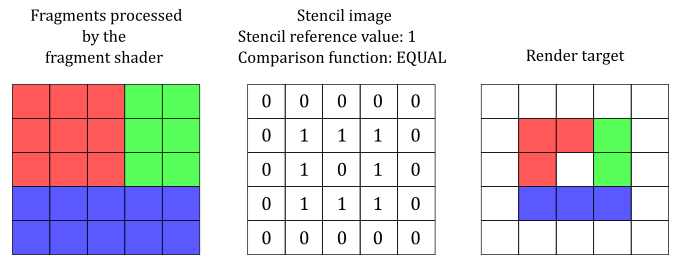 Fragments processed
by the
fragment shader
Stencil image
Stencil reference value: 1
Comparison function: EQUAL
Render target
0 0 0 0 0
0 1 1 1 0
0 1 0 1 0
0 1 1 1 0
0 0 0 0 0